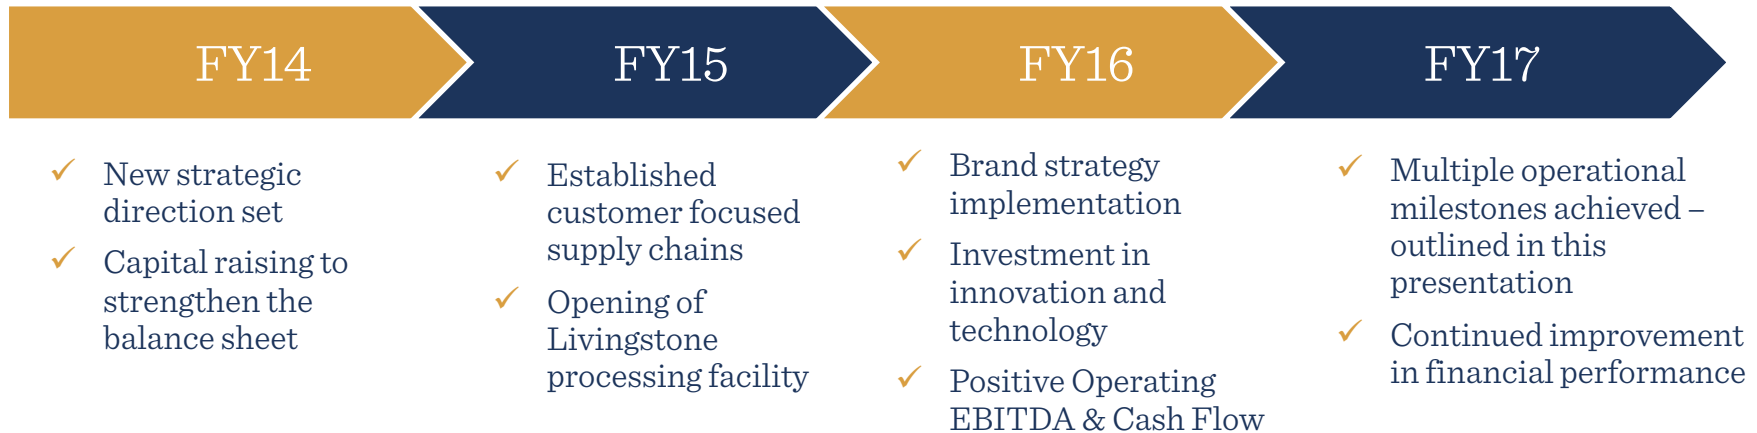 FY14
New strategic
direction set
Capital raising to
strengthen the
balance sheet
FY15
Established
customer focused
supply chains
Opening of
Livingstone
processing facility
FY16
Brand strategy
implementation
Investment in
innovation and
technology
Positive Operating
EBITDA & Cash Flow
FY17
Multiple operational
milestones achieved –
outlined in this
presentation
Continued improvement
in financial performance